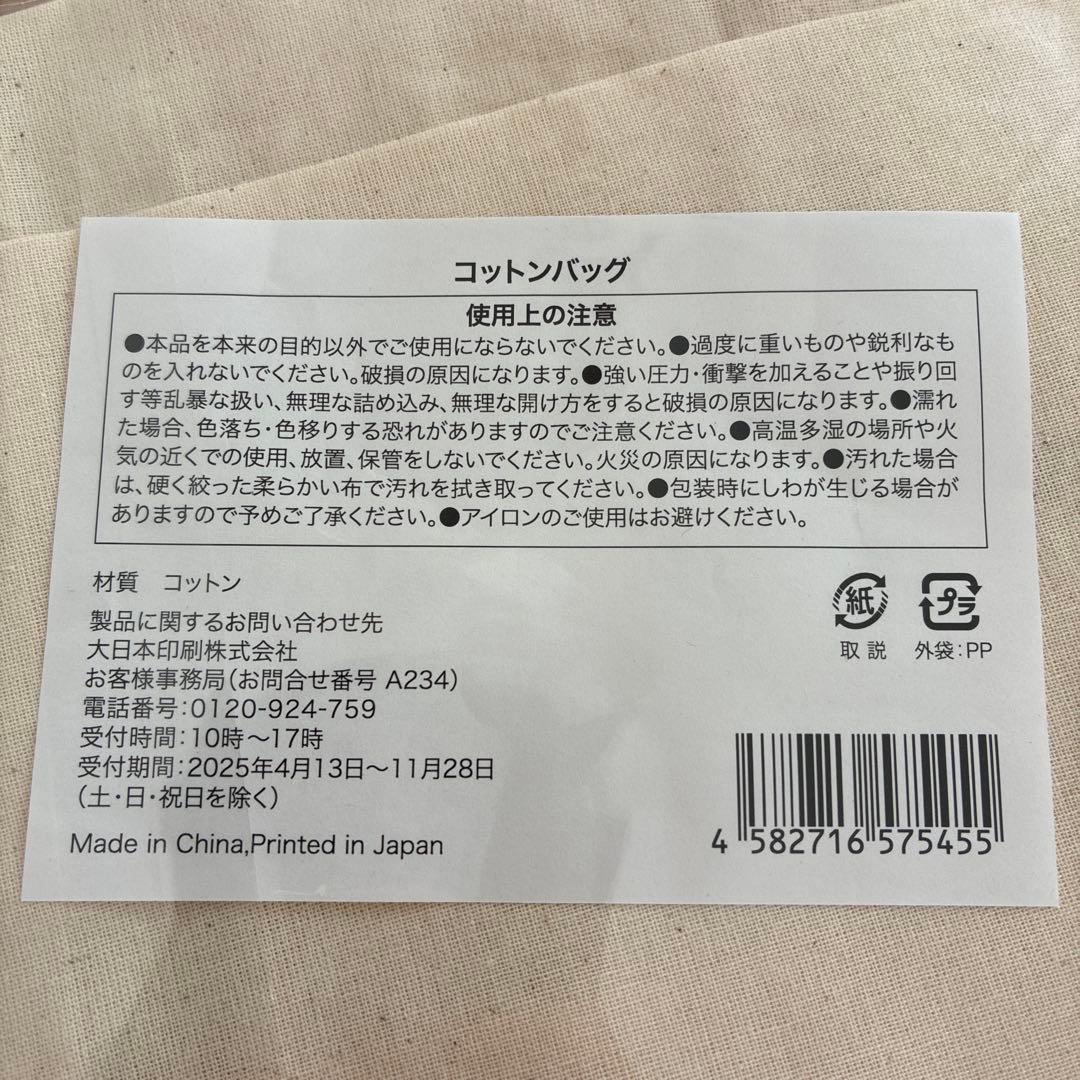 コットンバッグ
使用上の注意
●本品を本来の目的以外でご使用にならないでください。●過度に重いものや鋭利なも
のを入れないでください。破損の原因になります。●強い圧力・衝撃を加えることや振り回
す等乱暴な扱い、無理な詰め込み、無理な開け方をすると破損の原因になります。●濡れ
た場合、色落ち・色移りする恐れがありますのでご注意ください。●高温多湿の場所や火
気の近くでの使用、放置、保管をしないでください。火災の原因になります。●汚れた場合
は、硬く絞った柔らかい布で汚れを拭き取ってください。●包装時にしわが生じる場合が
ありますので予めご了承ください。●アイロンのご使用はお避けください。
材質 コットン
製品に関するお問い合わせ先
大日本印刷株式会社
お客様事務局(お問合せ番号 A234)
電話番号:0120-924-759
受付時間:10時～17時
受付期間:2025年4月13日～11月28日
(土・日・祝日を除く)
Made in China,Printed in Japan
紙
取説
プラ
外袋:PP
4 582716 575455